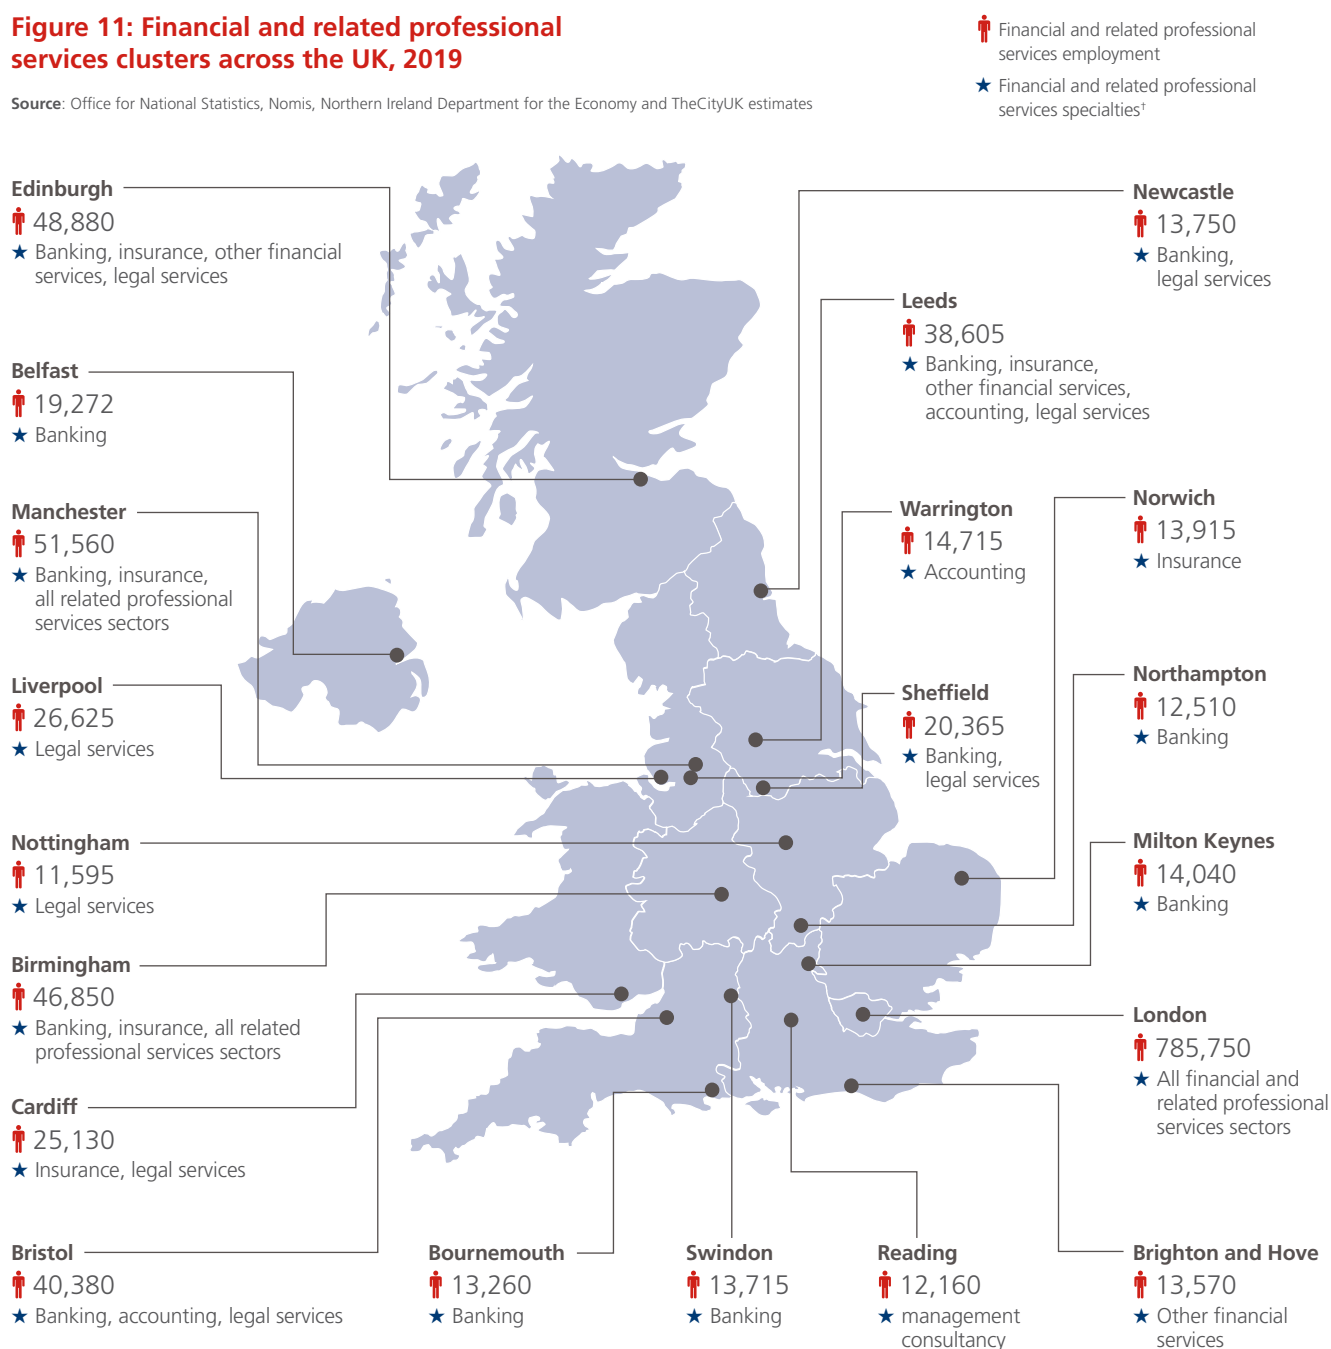 Figure 11: Financial and related professional
services clusters across the UK, 2019
Source: Office for National Statistics, Nomis, Northern Ireland Department for the Economy and TheCityUK estimates
Financial and related professional
services employment
Financial and related professional
services specialties†
Edinburgh
48,880
Banking, insurance, other financial
services, legal services
Belfast
19,272
Banking
Manchester
51,560
Banking, insurance,
all related professional
services sectors
Liverpool
26,625
Legal services
Nottingham
11,595
Legal services
Birmingham
46,850
Banking, insurance, all related
professional services sectors
Cardiff
25,130
Insurance, legal services
Bristol
40,380
Banking, accounting, legal services
Bournemouth
13,260
Banking
Swindon
13,715
Banking
Reading
12,160
management
consultancy
Newcastle
13,750
Banking,
legal services
Leeds
38,605
Banking, insurance,
other financial services,
accounting, legal services
Warrington
14,715
Accounting
Norwich
13,915
Insurance
Sheffield
20,365
Banking,
legal services
Northampton
12,510
Banking
Milton Keynes
14,040
Banking
London
785,750
All financial and
related professional
services sectors
Brighton and Hove
13,570
Other financial
services